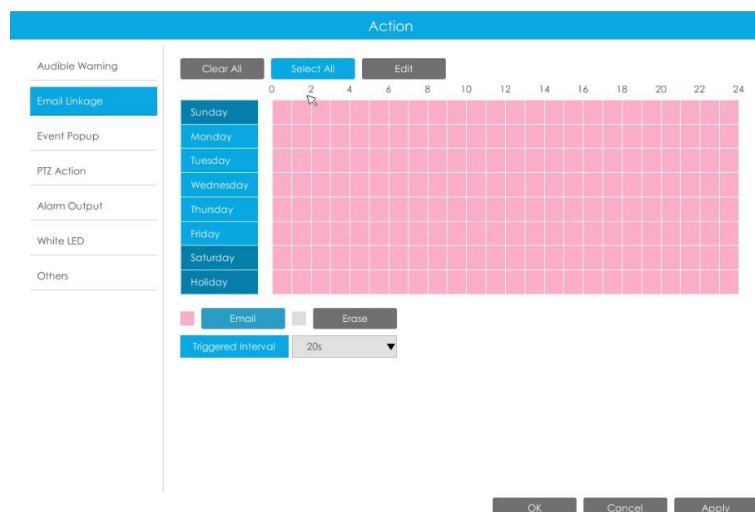 Action
Audible Warning
Email Linkage
Event Popup
PTZ Action
Alarm Output
White LED
Others
Clear All Select All Edit
0 2 4 6 8 10 12 14 16 18 20 22 24
Sunday
Monday
Tuesday
Wednesday
Thursday
Friday
Saturday
Holiday
Email Erase
Triggered Interval 20s
OK Cancel Apply